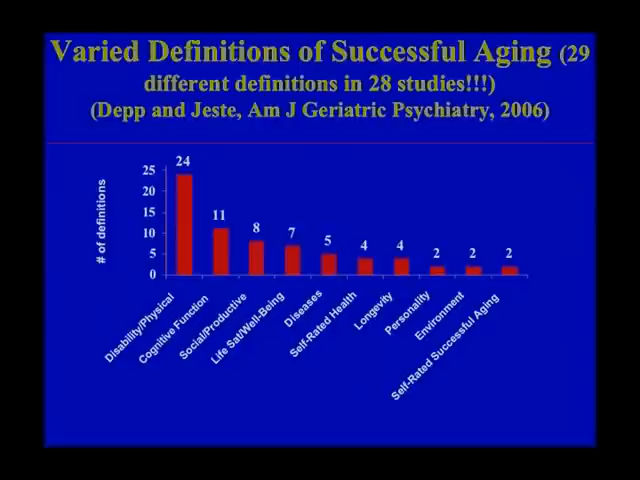 Varied Definitions of Successful Aging (29
different definitions in 28 studies!!!)
(Depp and Jeste, Am J Geriatric Psychiatry, 2006)
# of definitions
25
20
15
10
5
0
24
11
8
7
5
4
4
2
2
2
Disability/Physical
Cognitive Function
Social/Productive
Life Sat/Well-Being
Diseases
Self-Rated Health
Longevity
Personality
Environment
Self-Rated Successful Aging